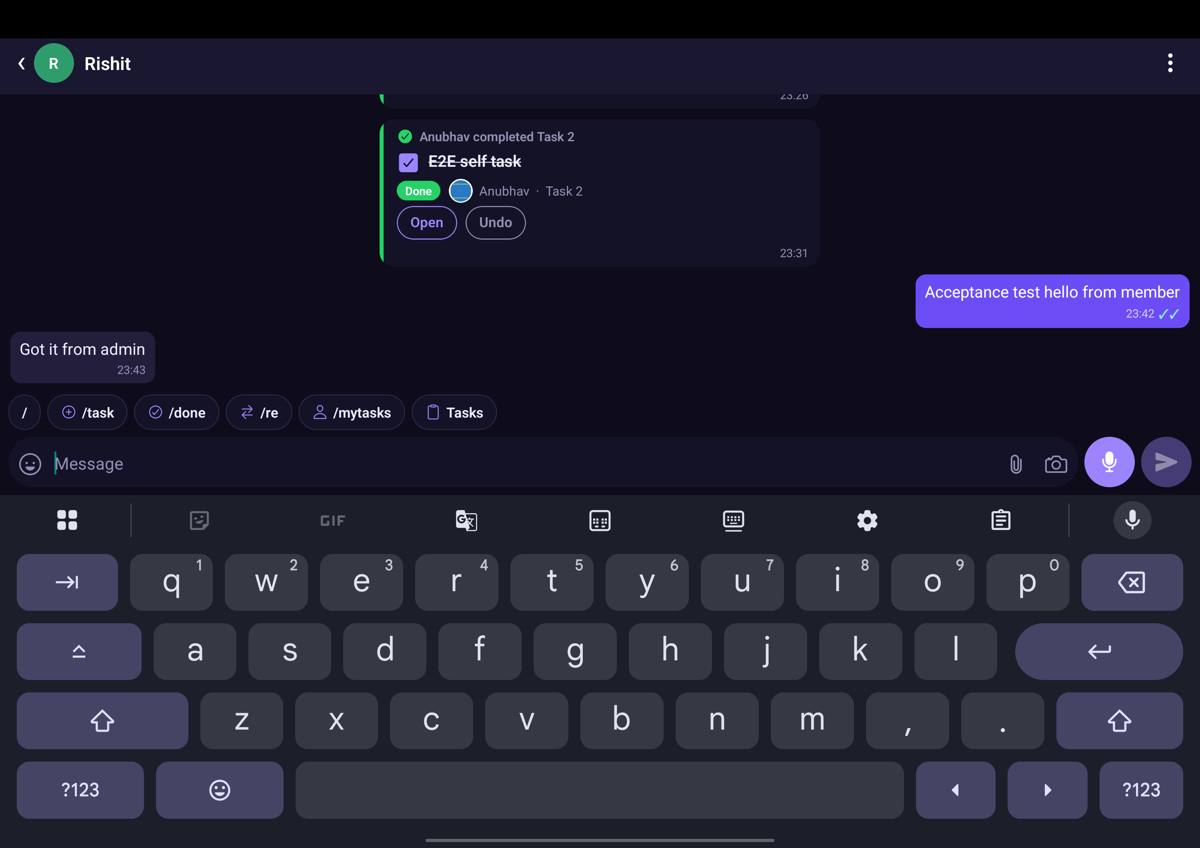 R
Rishit
23:26
Anubhav completed Task 2
E2E self task
Done
Anubhav · Task 2
Open
Undo
23:31
Acceptance test hello from member
23:42
Got it from admin
23:43
/
/task
/done
/re
/mytasks
Tasks
Message
GIF
q 1 w 2 e 3 r 4 t 5 y 6 u 7 i 8 o 9 p 0
a s d f g h j k l
z x c v b n m , .
?123
?123